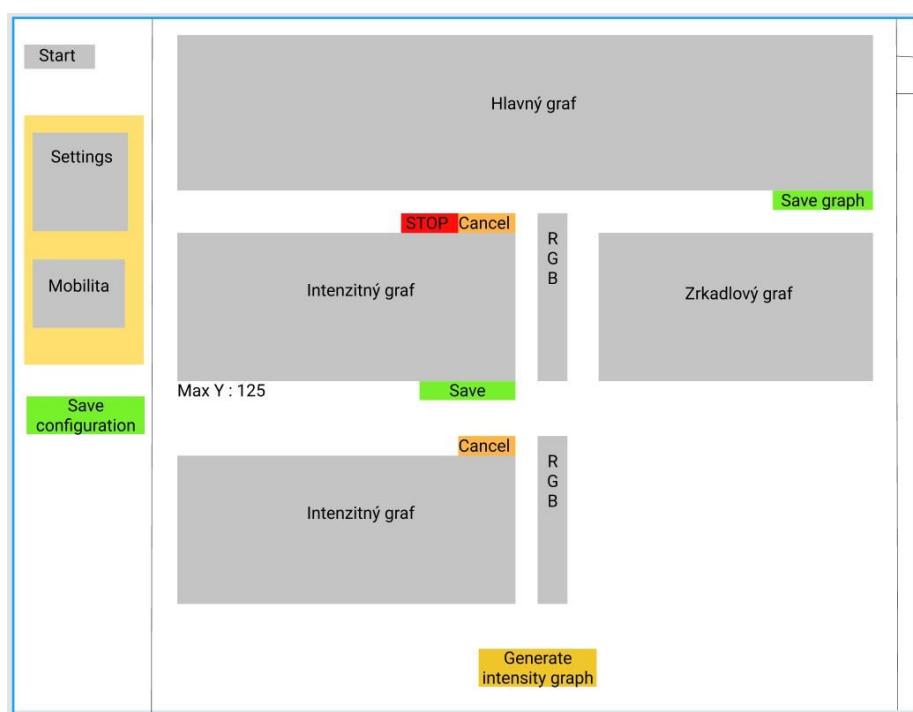 Start
Settings
Mobilita
Save
configuration
Hlavný graf
Save graph
STOP
Cancel
Intenzitný graf
R
G
B
Zrkadlový graf
Max Y : 125
Save
Cancel
Intenzitný graf
R
G
B
Generate
intensity graph